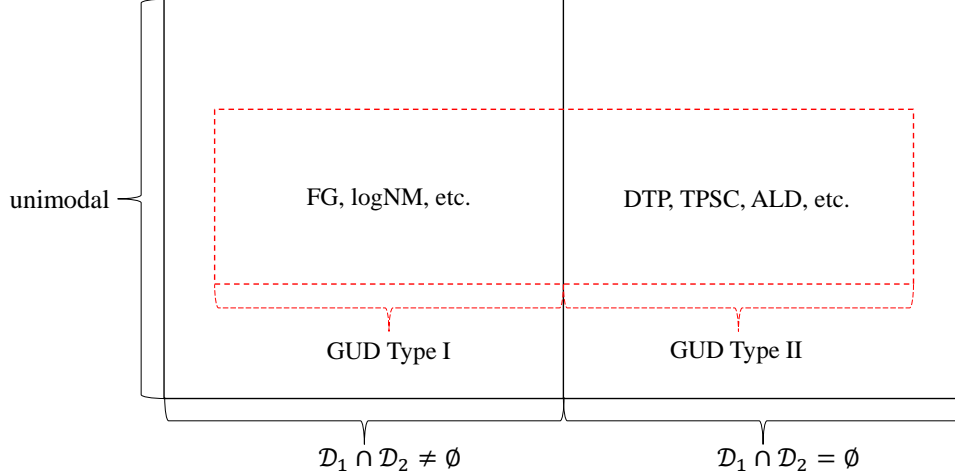 unimodal
FG, logNM, etc.
DTP, TPSC, ALD, etc.
GUD Type I
GUD Type II
𝒟₁ ∩ 𝒟₂ ≠ ∅
𝒟₁ ∩ 𝒟₂ = ∅